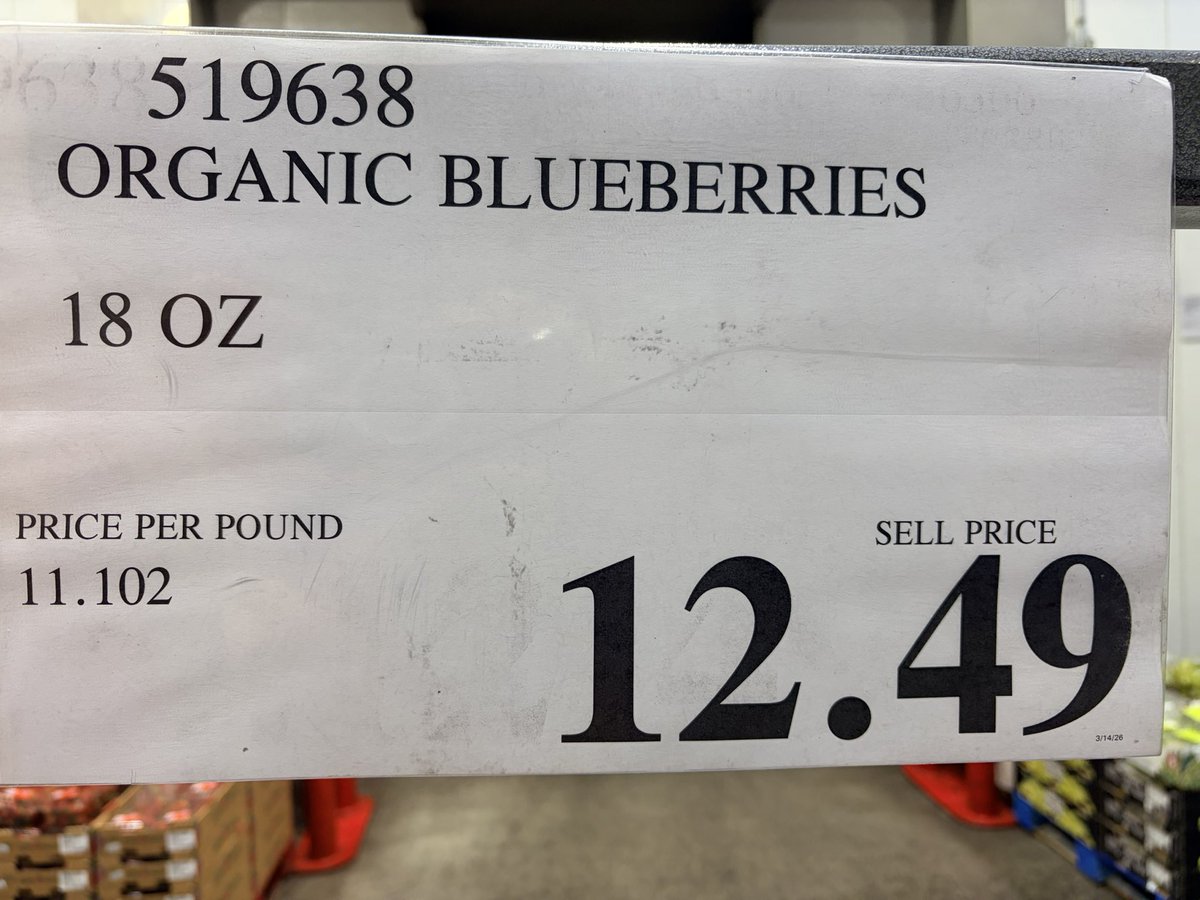 519638
ORGANIC BLUEBERRIES
18 OZ
PRICE PER POUND
11.102
SELL PRICE
12.49
3/14/26